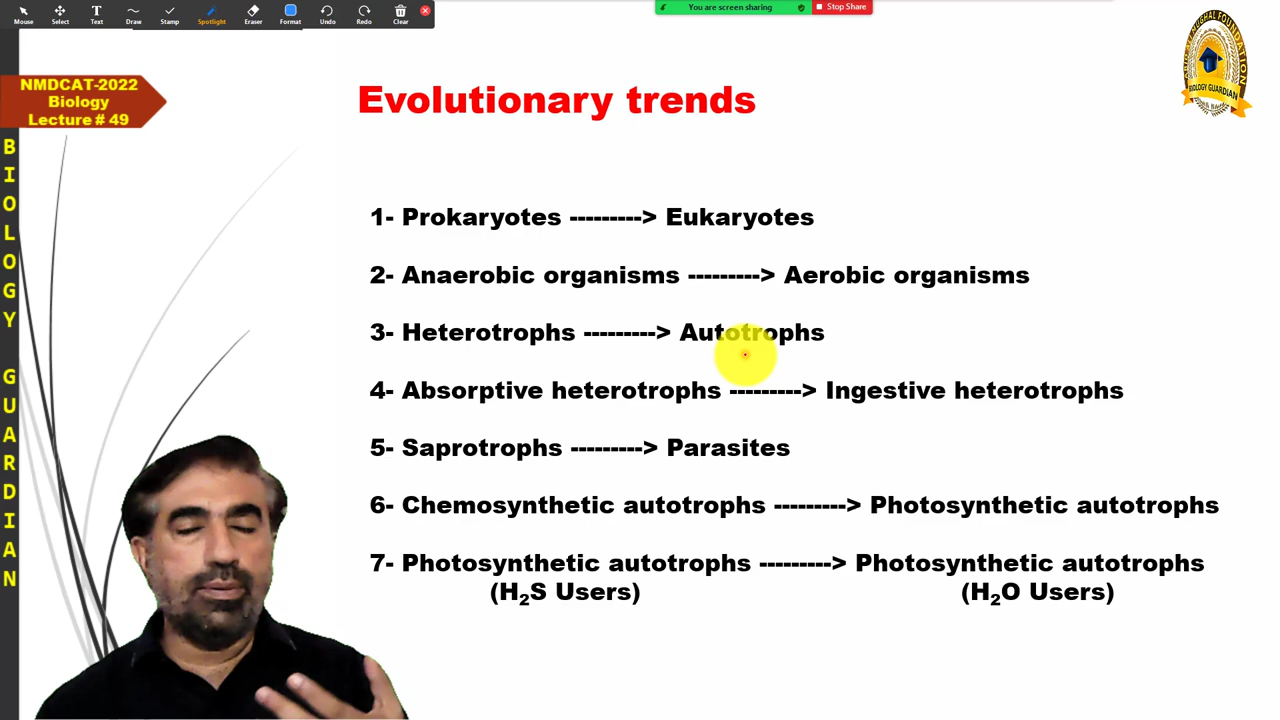 Mouse
Select
Text
Draw
Stamp
Spotlight
Eraser
Format
Undo
Redo
Clear
You are screen sharing
Stop Share
NMDCAT-2022
Biology
Lecture # 49
BIOLOGY GUARDIAN
Evolutionary trends
BIOLOGY GUARDIAN
1- Prokaryotes ---------> Eukaryotes
2- Anaerobic organisms ---------> Aerobic organisms
3- Heterotrophs ---------> Autotrophs
4- Absorptive heterotrophs ---------> Ingestive heterotrophs
5- Saprotrophs ---------> Parasites
6- Chemosynthetic autotrophs ---------> Photosynthetic autotrophs
7- Photosynthetic autotrophs ---------> Photosynthetic autotrophs
(H₂S Users) (H₂O Users)